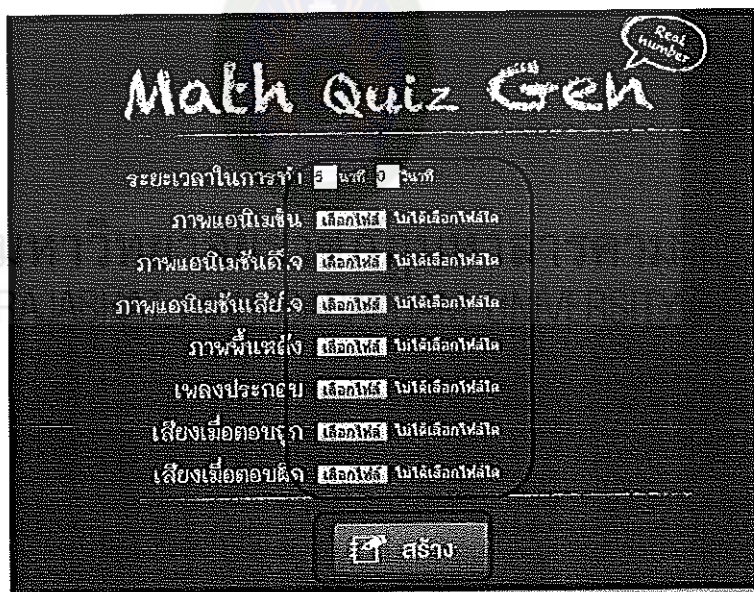 Real
number
Math Quiz Gen
ระยะเวลาในการทำ 5 นาที 0 วินาที
ภาพแอนิเมชัน เลือกไฟล์ ไม่ได้เลือกไฟล์ใด
ภาพแอนิเมชันดีใจ เลือกไฟล์ ไม่ได้เลือกไฟล์ใด
ภาพแอนิเมชันเสียใจ เลือกไฟล์ ไม่ได้เลือกไฟล์ใด
ภาพพื้นหลัง เลือกไฟล์ ไม่ได้เลือกไฟล์ใด
เพลงประกอบ เลือกไฟล์ ไม่ได้เลือกไฟล์ใด
เสียงเมื่อตอบถูก เลือกไฟล์ ไม่ได้เลือกไฟล์ใด
เสียงเมื่อตอบผิด เลือกไฟล์ ไม่ได้เลือกไฟล์ใด
สร้าง